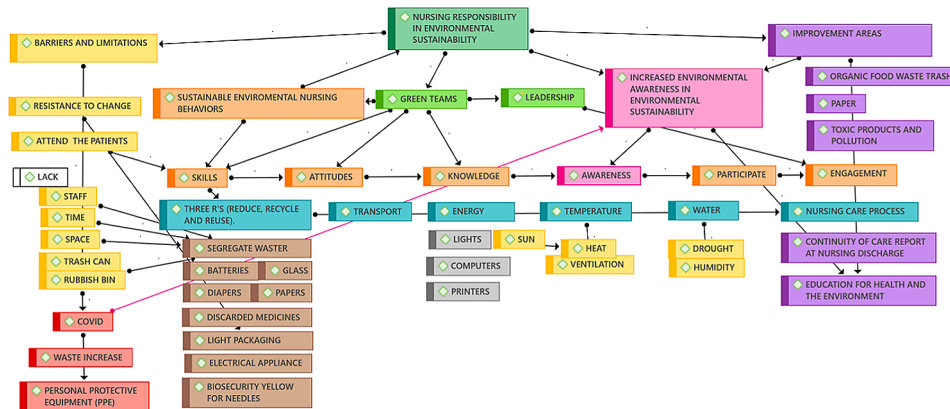 NURSING RESPONSIBILITY
IN ENVIRONMENTAL
SUSTAINABILITY
BARRIERS AND LIMITATIONS
IMPROVEMENT AREAS
INCREASED ENVIRONMENTAL
AWARENESS IN
ENVIRONMENTAL
SUSTAINABILITY
ORGANIC FOOD WASTE TRASH
RESISTANCE TO CHANGE
SUSTAINABLE ENVIROMENTAL NURSING
BEHAVIORS
GREEN TEAMS
LEADERSHIP
PAPER
TOXIC PRODUCTS AND
POLLUTION
ATTEND THE PATIENTS
LACK
SKILLS
ATTITUDES
KNOWLEDGE
AWARENESS
PARTICIPATE
ENGAGEMENT
STAFF
TIME
SPACE
TRASH CAN
RUBBISH BIN
THREE R'S (REDUCE, RECYCLE
AND REUSE).
TRANSPORT
ENERGY
TEMPERATURE
WATER
NURSING CARE PROCESS
SEGREGATE WASTER
LIGHTS
SUN
HEAT
VENTILATION
DROUGHT
HUMIDITY
CONTINUITY OF CARE REPORT
AT NURSING DISCHARGE
BATTERIES
GLASS
COMPUTERS
EDUCATION FOR HEALTH AND
THE ENVIRONMENT
DIAPERS
PAPERS
PRINTERS
COVID
DISCARDED MEDICINES
LIGHT PACKAGING
WASTE INCREASE
ELECTRICAL APPLIANCE
PERSONAL PROTECTIVE
EQUIPMENT (PPE)
BIOSECURITY YELLOW
FOR NEEDLES